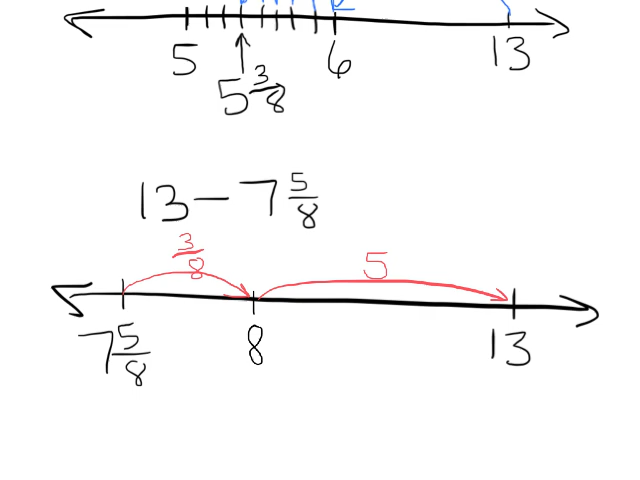 5 6 13
5 3/8
13 - 7 5/8
3/8 5
7 5/8 8 13